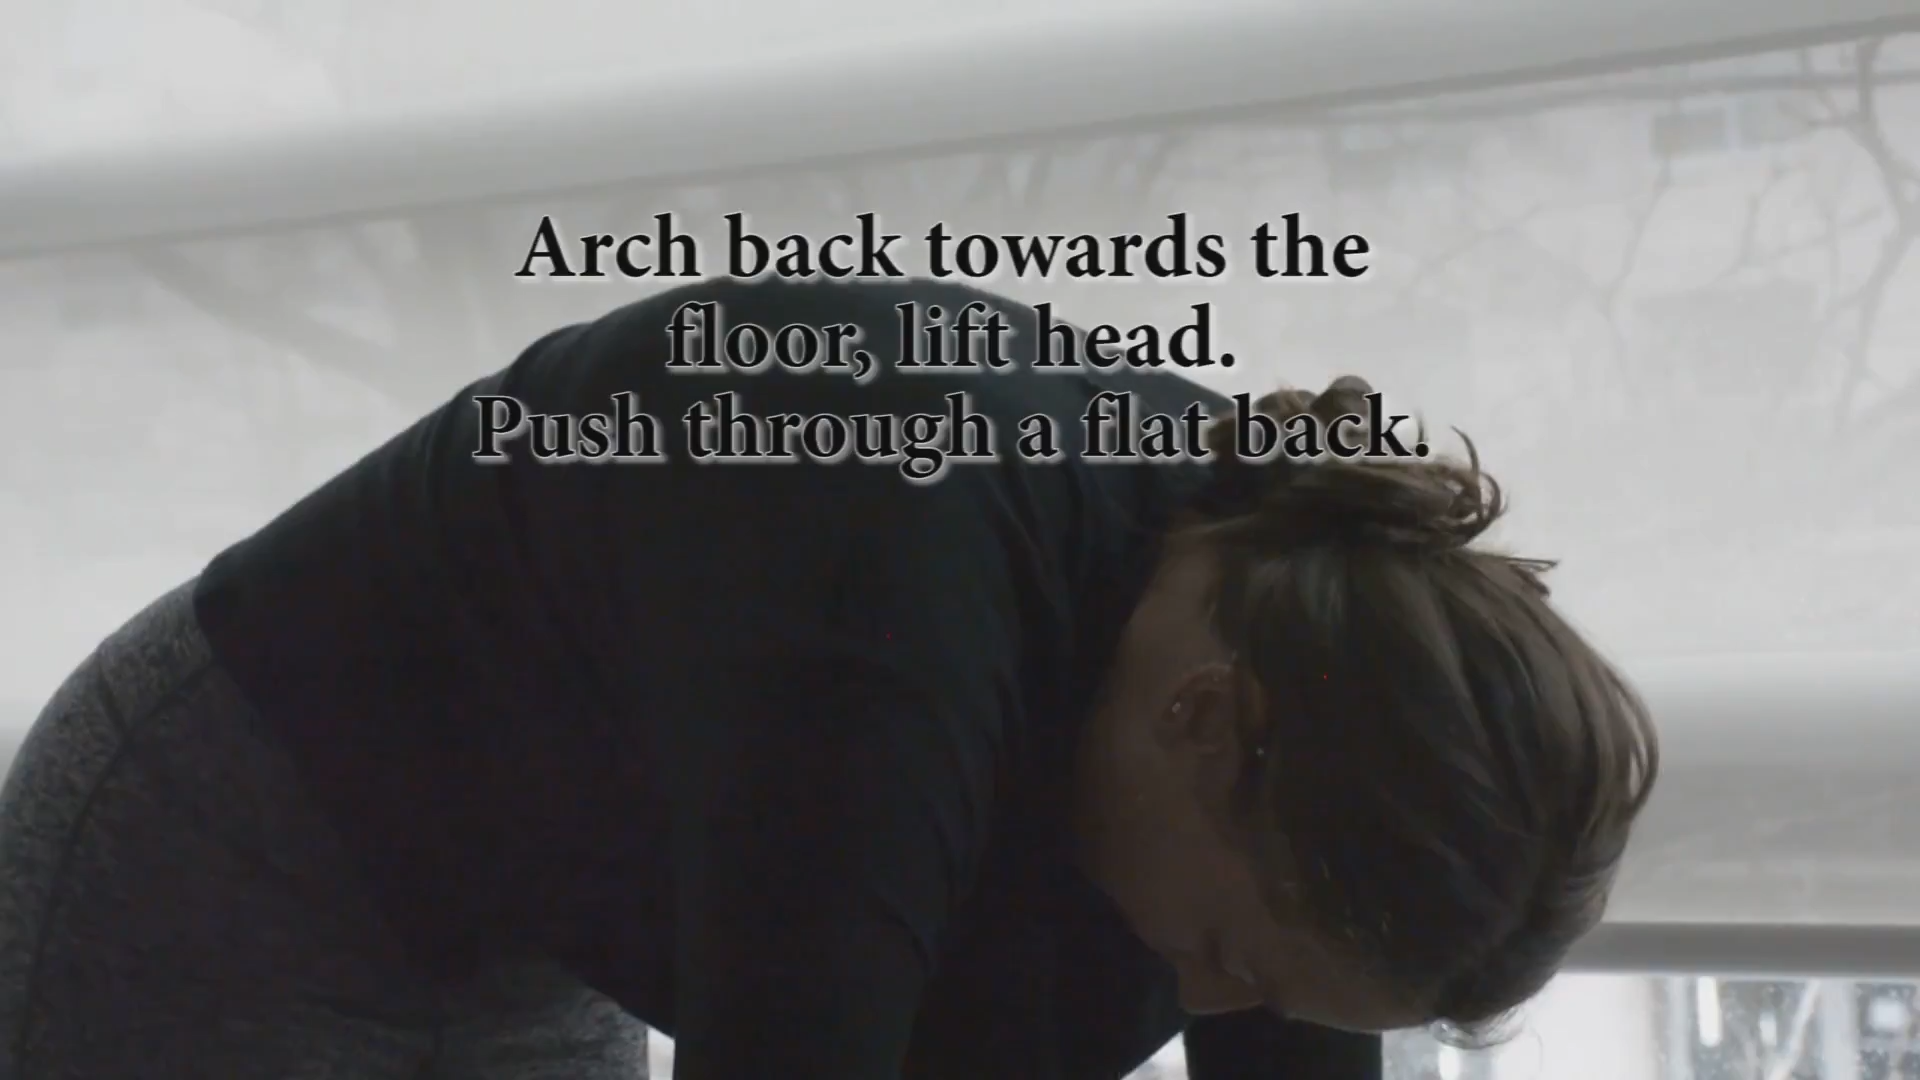 Arch back towards the
floor, lift head.
Push through a flat back.